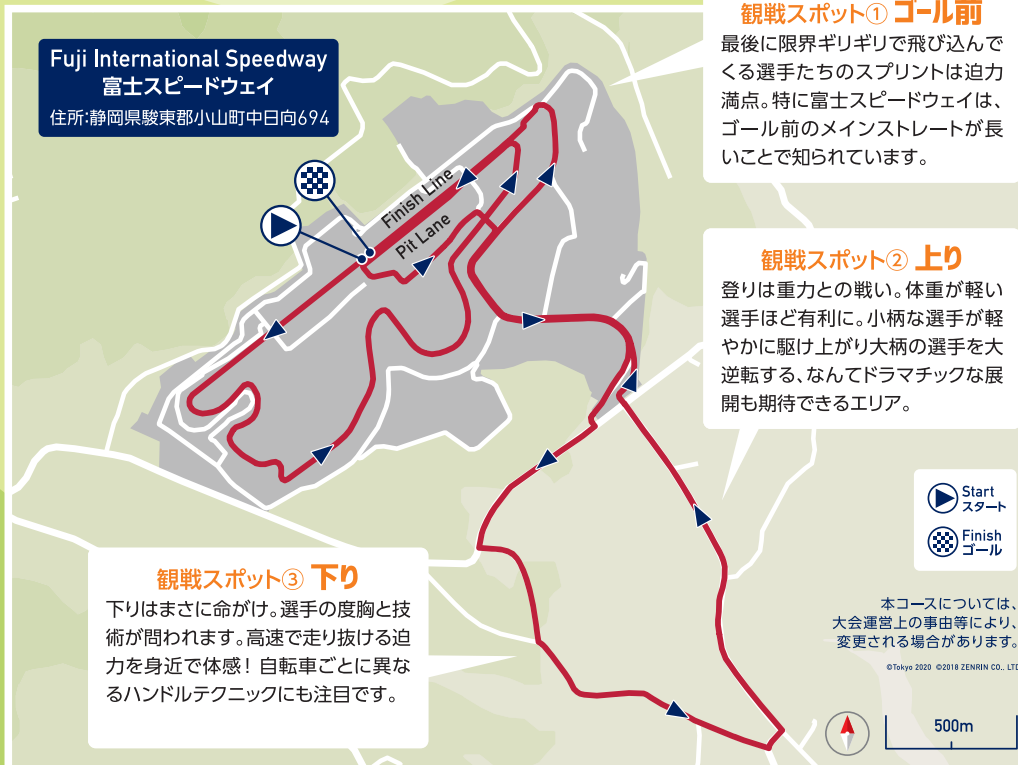 Fuji International Speedway
富士スピードウェイ
住所:静岡県駿東郡小山町中日向694
観戦スポット① ゴール前
最後に限界ギリギリで飛び込んで
くる選手たちのスプリントは迫力
満点。特に富士スピードウェイは、
ゴール前のメインストレートが長
いことで知られています。
Finish Line
Pit Lane
観戦スポット② 上り
登りは重力との戦い。体重が軽い
選手ほど有利に。小柄な選手が軽
やかに駆け上がり大柄の選手を大
逆転する、なんてドラマチックな展
開も期待できるエリア。
Start
スタート
Finish
ゴール
観戦スポット③ 下り
下りはまさに命がけ。選手の度胸と技
術が問われます。高速で走り抜ける迫
力を身近で体感! 自転車ごとに異な
るハンドルテクニックにも注目です。
本コースについては、
大会運営上の事由等により、
変更される場合があります。
©Tokyo 2020 ©2018 ZENRIN CO., LTD
500m